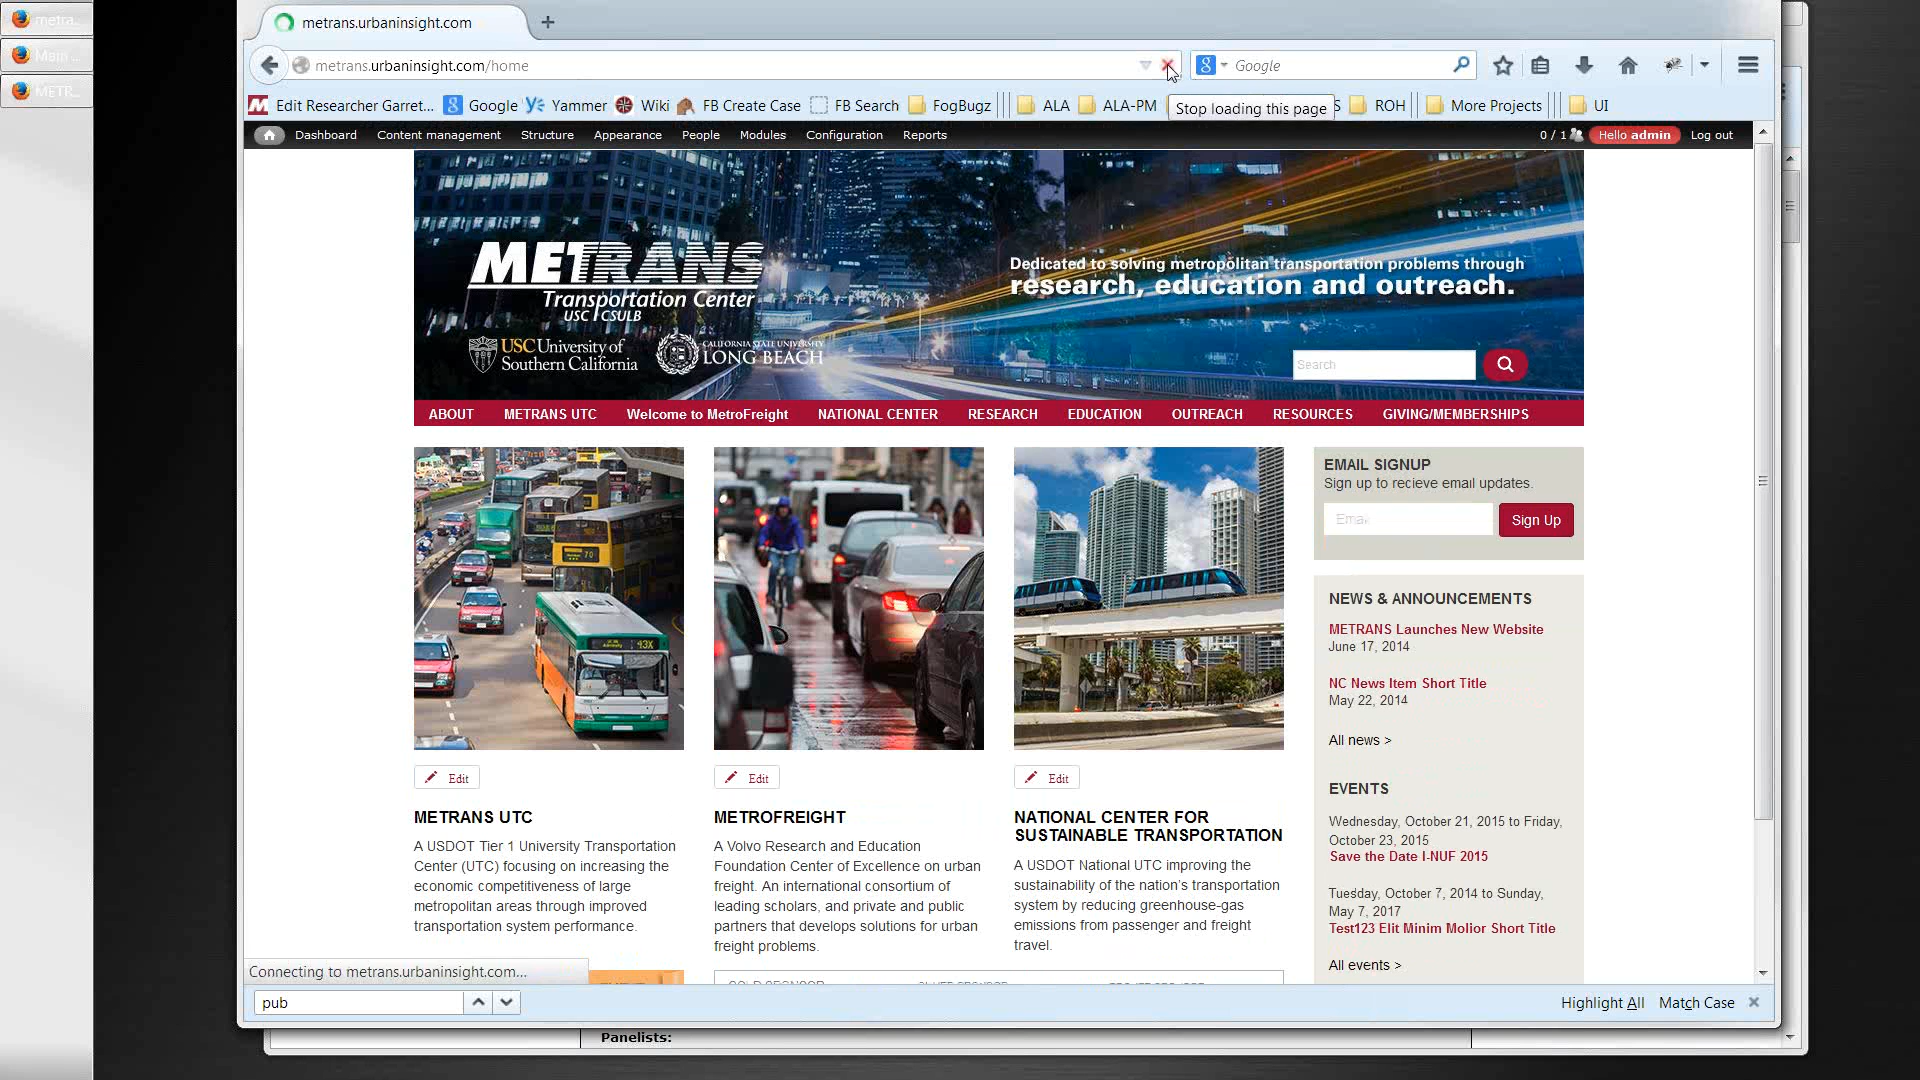 metra...
Main ...
METR...
metrans.urbaninsight.com
metrans.urbaninsight.com/home
Google
Edit Researcher Garret... Google Yammer Wiki FB Create Case FB Search FogBugz ALA ALA-PM S ROH More Projects UI
Stop loading this page
Dashboard Content management Structure Appearance People Modules Configuration Reports 0 / 1 Hello admin Log out
METRANS
Transportation Center
USC CSULB
USC University of Southern California
CALIFORNIA STATE UNIVERSITY
LONG BEACH
Dedicated to solving metropolitan transportation problems through
research, education and outreach.
Search
ABOUT METRANS UTC Welcome to MetroFreight NATIONAL CENTER RESEARCH EDUCATION OUTREACH RESOURCES GIVING/MEMBERSHIPS
70
43X
Edit
METRANS UTC
A USDOT Tier 1 University Transportation
Center (UTC) focusing on increasing the
economic competitiveness of large
metropolitan areas through improved
transportation system performance.
Edit
METROFREIGHT
A Volvo Research and Education
Foundation Center of Excellence on urban
freight. An international consortium of
leading scholars, and private and public
partners that develops solutions for urban
freight problems.
Edit
NATIONAL CENTER FOR
SUSTAINABLE TRANSPORTATION
A USDOT National UTC improving the
sustainability of the nation's transportation
system by reducing greenhouse-gas
emissions from passenger and freight
travel.
EMAIL SIGNUP
Sign up to recieve email updates.
Email
Sign Up
NEWS & ANNOUNCEMENTS
METRANS Launches New Website
June 17, 2014
NC News Item Short Title
May 22, 2014
All news >
EVENTS
Wednesday, October 21, 2015 to Friday,
October 23, 2015
Save the Date I-NUF 2015
Tuesday, October 7, 2014 to Sunday,
May 7, 2017
Test123 Elit Minim Molior Short Title
All events >
Connecting to metrans.urbaninsight.com...
pub
Highlight All Match Case
Panelists: